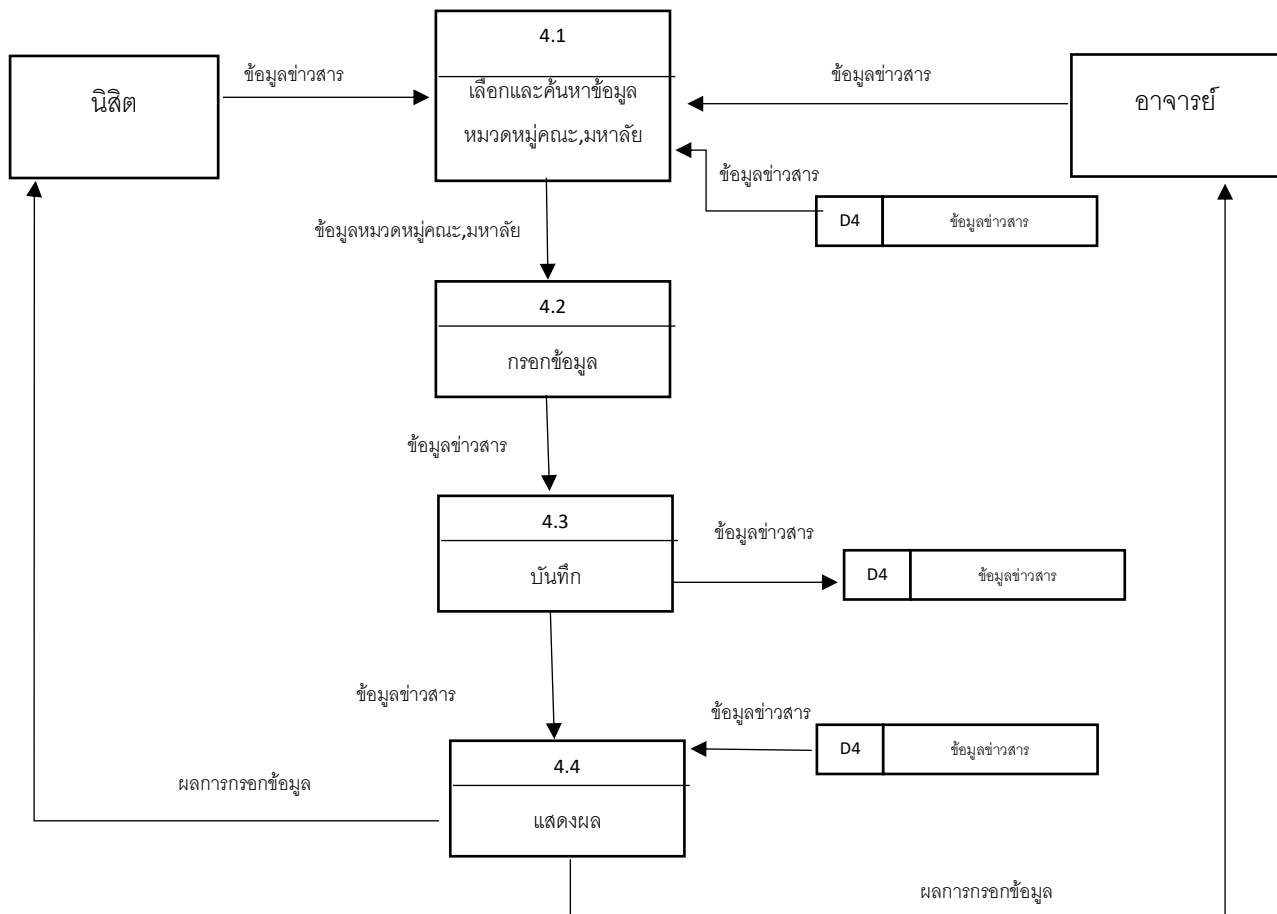 4.1
นิสิต
ข้อมูลข่าวสาร
เลือกและค้นหาข้อมูล
หมวดหมู่คณะ,มหาลัย
ข้อมูลข่าวสาร
อาจารย์
ข้อมูลข่าวสาร
D4
ข้อมูลข่าวสาร
ข้อมูลหมวดหมู่คณะ,มหาลัย
4.2
กรอกข้อมูล
ข้อมูลข่าวสาร
4.3
บันทึก
ข้อมูลข่าวสาร
D4
ข้อมูลข่าวสาร
ข้อมูลข่าวสาร
ข้อมูลข่าวสาร
D4
ข้อมูลข่าวสาร
4.4
แสดงผล
ผลการกรอกข้อมูล
ผลการกรอกข้อมูล